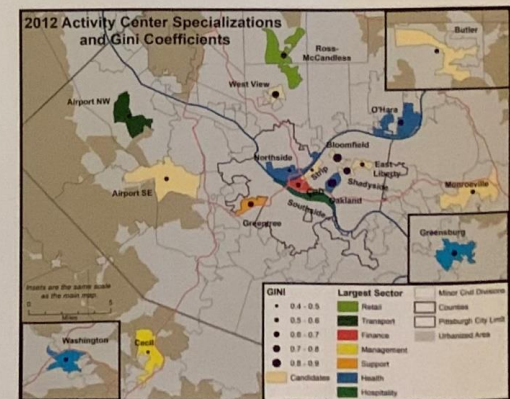 2012 Activity Center Specializations
and Gini Coefficients
Butler
Ross-
McCandless
West View
Airport NW
O'Hara
Bloomfield
Northside
East
Liberty
Strip
Shadyside
Airport SE
Oakland
Monroeville
Southside
Greentree
Greensburg
Insets are the same scale
as the main map.
0
5
Miles
Washington
Cecil
GINI
0.4 - 0.5
0.5 - 0.6
0.6 - 0.7
0.7 - 0.8
0.8 - 0.9
Candidates
Largest Sector
Retail
Transport
Finance
Management
Support
Health
Hospitality
Minor Civil Divisions
Counties
Pittsburgh City Limit
Urbanized Area